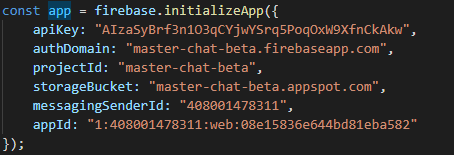 const app = firebase.initializeApp({
apiKey: "AIzaSyBrf3n1O3qCYjwYSrq5PoqOxW9XfnCkAkw",
authDomain: "master-chat-beta.firebaseapp.com",
projectId: "master-chat-beta",
storageBucket: "master-chat-beta.appspot.com",
messagingSenderId: "408001478311",
appId: "1:408001478311:web:08e15836e644bd81eba582"
});